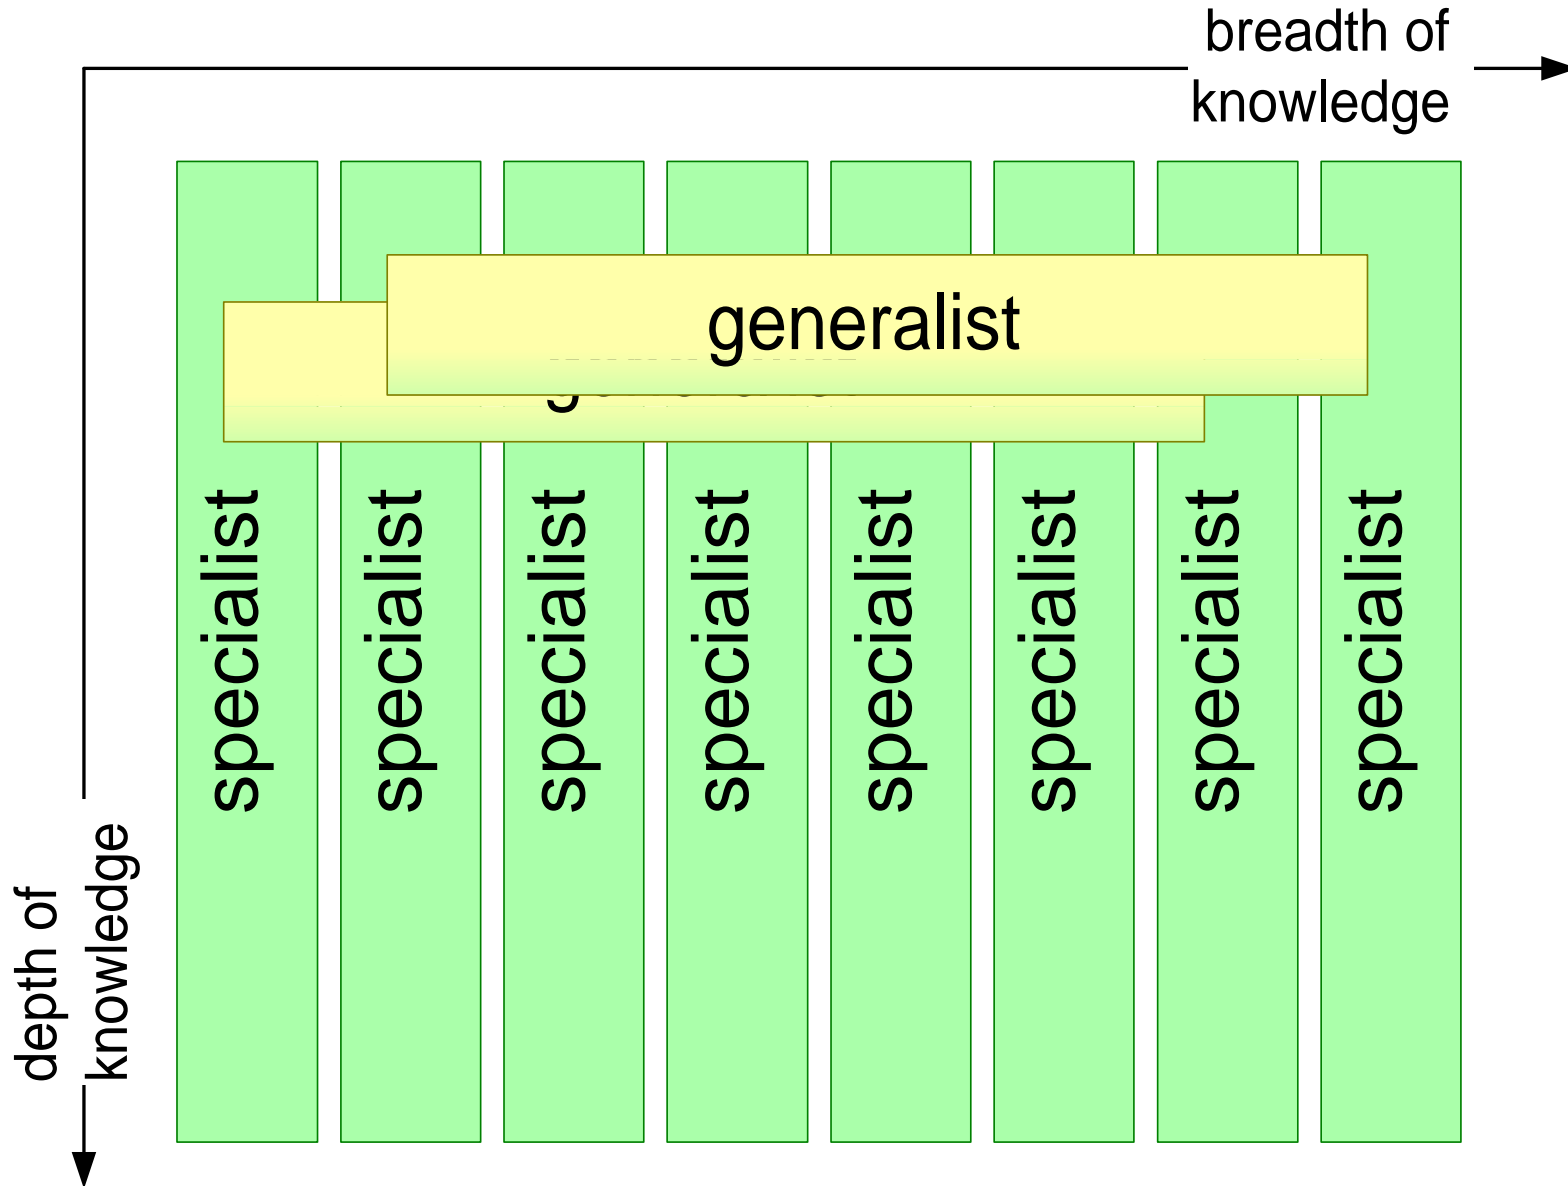 breadth of
knowledge
generalist
specialist
specialist
specialist
specialist
specialist
specialist
specialist
specialist
depth of
knowledge